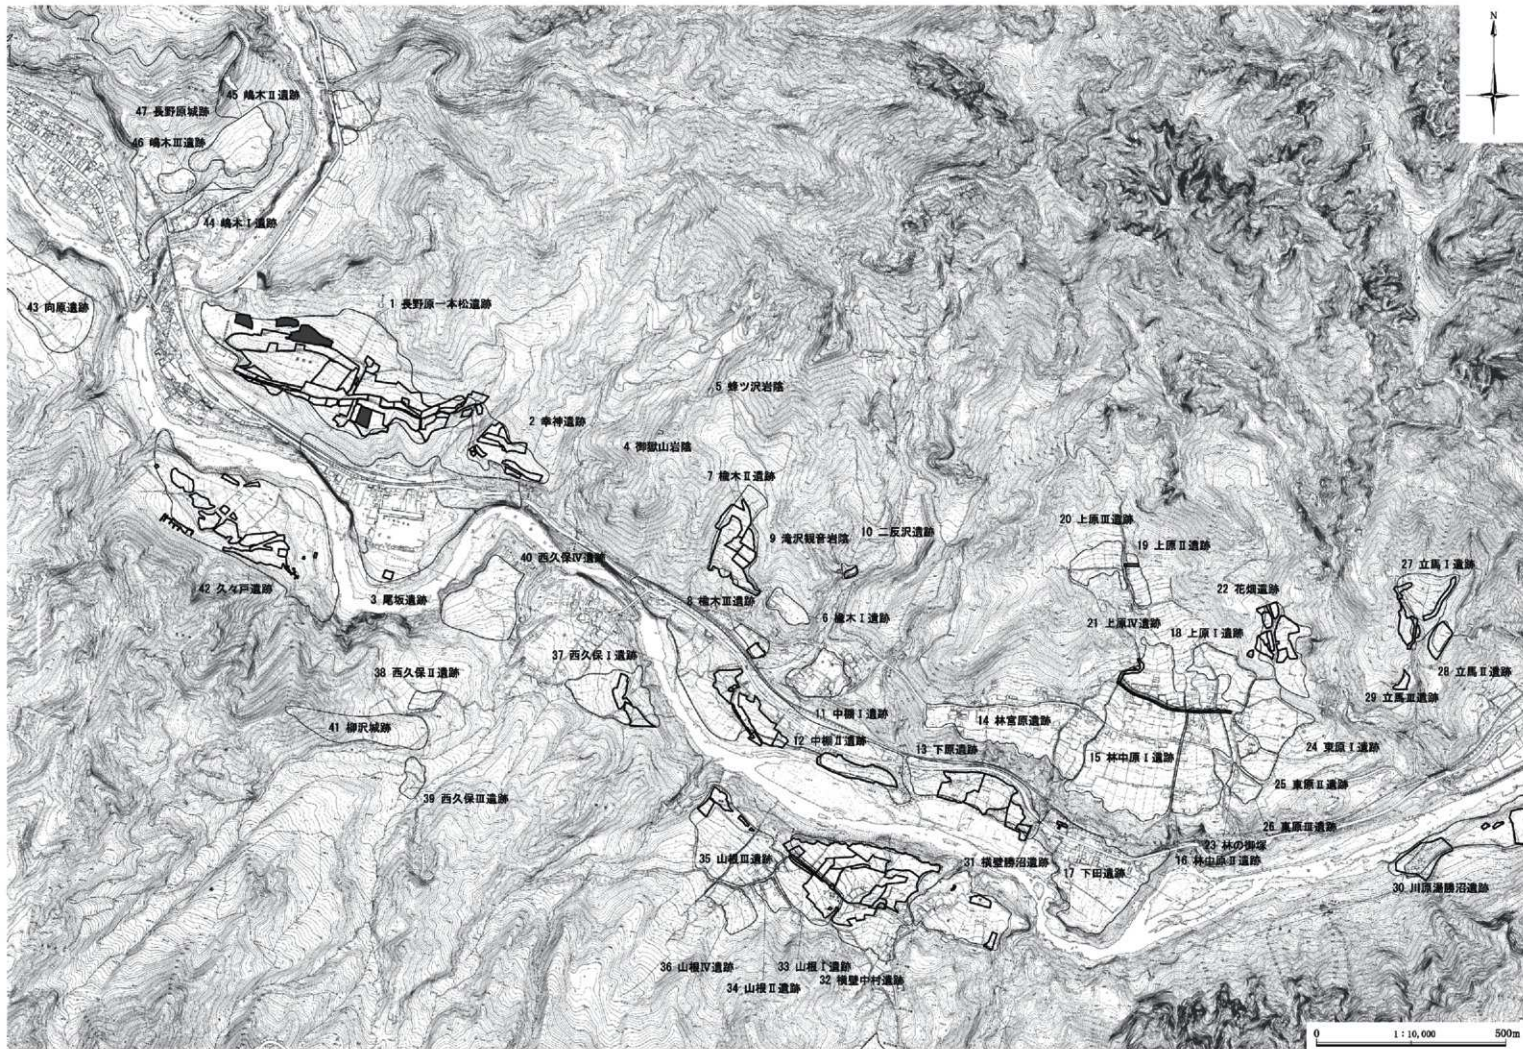 N
45 嶋木Ⅱ遺跡
47 長野原城跡
46 嶋木Ⅲ遺跡
44 嶋木Ⅰ遺跡
43 向原遺跡
1 長野原一本松遺跡
5 蜂ツ沢岩陰
2 幸神遺跡
4 御嶽山岩陰
7 楡木Ⅱ遺跡
9 滝沢観音岩陰
10 二反沢遺跡
20 上原Ⅲ遺跡
19 上原Ⅱ遺跡
27 立馬Ⅰ遺跡
40 西久保Ⅳ遺跡
22 花畑遺跡
42 久々戸遺跡
3 尾坂遺跡
8 楡木Ⅲ遺跡
6 楡木Ⅰ遺跡
21 上原Ⅳ遺跡
18 上原Ⅰ遺跡
37 西久保Ⅰ遺跡
38 西久保Ⅱ遺跡
28 立馬Ⅱ遺跡
29 立馬Ⅲ遺跡
41 柳沢城跡
11 中棚Ⅰ遺跡
14 林宮原遺跡
12 中棚Ⅱ遺跡
13 下原遺跡
24 東原Ⅰ遺跡
15 林中原Ⅰ遺跡
25 東原Ⅱ遺跡
39 西久保Ⅲ遺跡
26 東原Ⅲ遺跡
23 林の御塚
16 林中原Ⅱ遺跡
35 山根Ⅲ遺跡
31 横壁勝沼遺跡
17 下田遺跡
30 川原湯勝沼遺跡
36 山根Ⅳ遺跡
33 山根Ⅰ遺跡
32 横壁中村遺跡
34 山根Ⅱ遺跡
0 1:10,000 500m